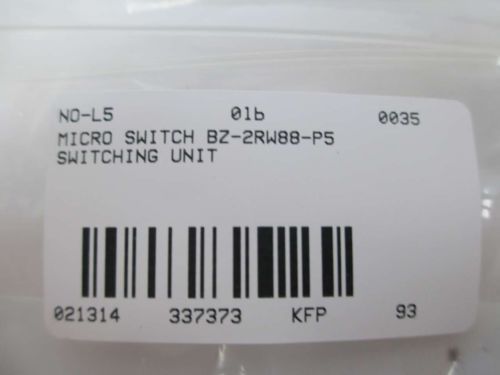 NO-L5 01b 0035
MICRO SWITCH BZ-2RW88-P5
SWITCHING UNIT
021314 337373 KFP 93